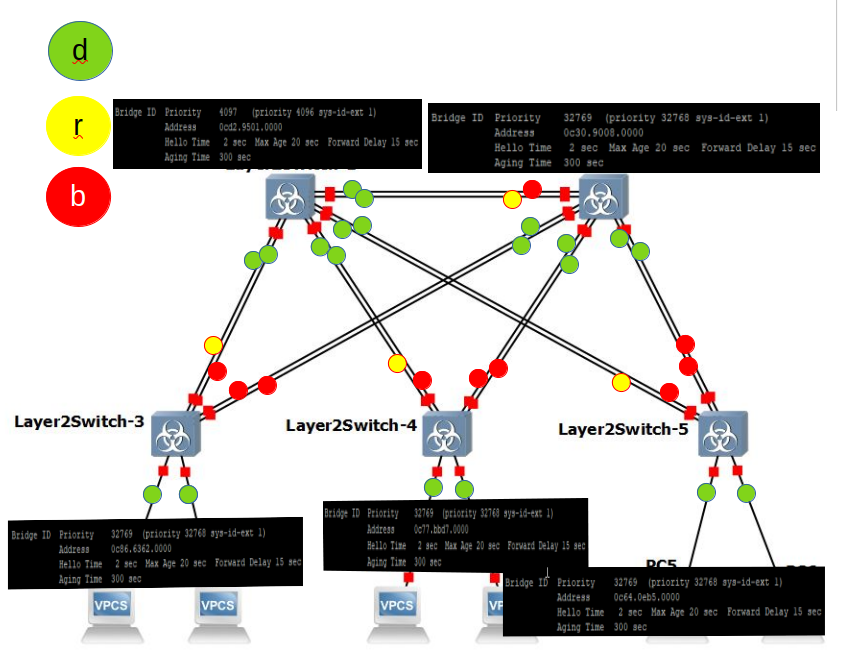 d
r
b
Bridge ID Priority 4097 (priority 4096 sys-id-ext 1)
Address 0cd2.9501.0000
Hello Time 2 sec Max Age 20 sec Forward Delay 15 sec
Aging Time 300 sec
Bridge ID Priority 32769 (priority 32768 sys-id-ext 1)
Address 0c30.9008.0000
Hello Time 2 sec Max Age 20 sec Forward Delay 15 sec
Aging Time 300 sec
Layer2Switch-3
Layer2Switch-4
Layer2Switch-5
Bridge ID Priority 32769 (priority 32768 sys-id-ext 1)
Address 0c86.6362.0000
Hello Time 2 sec Max Age 20 sec Forward Delay 15 sec
Aging Time 300 sec
Bridge ID Priority 32769 (priority 32768 sys-id-ext 1)
Address 0c77.bbd7.0000
Hello Time 2 sec Max Age 20 sec Forward Delay 15 sec
Aging Time 300 sec
PC5
Bridge ID Priority 32769 (priority 32768 sys-id-ext 1)
Address 0c64.0eb5.0000
Hello Time 2 sec Max Age 20 sec Forward Delay 15 sec
Aging Time 300 sec
VPCS
VPCS
VPCS